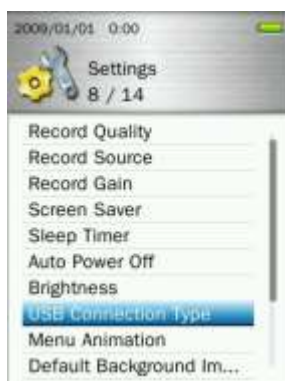 2009/01/01 0:00
Settings
8 / 14
Record Quality
Record Source
Record Gain
Screen Saver
Sleep Timer
Auto Power Off
Brightness
USB Connection Type
Menu Animation
Default Background Im...